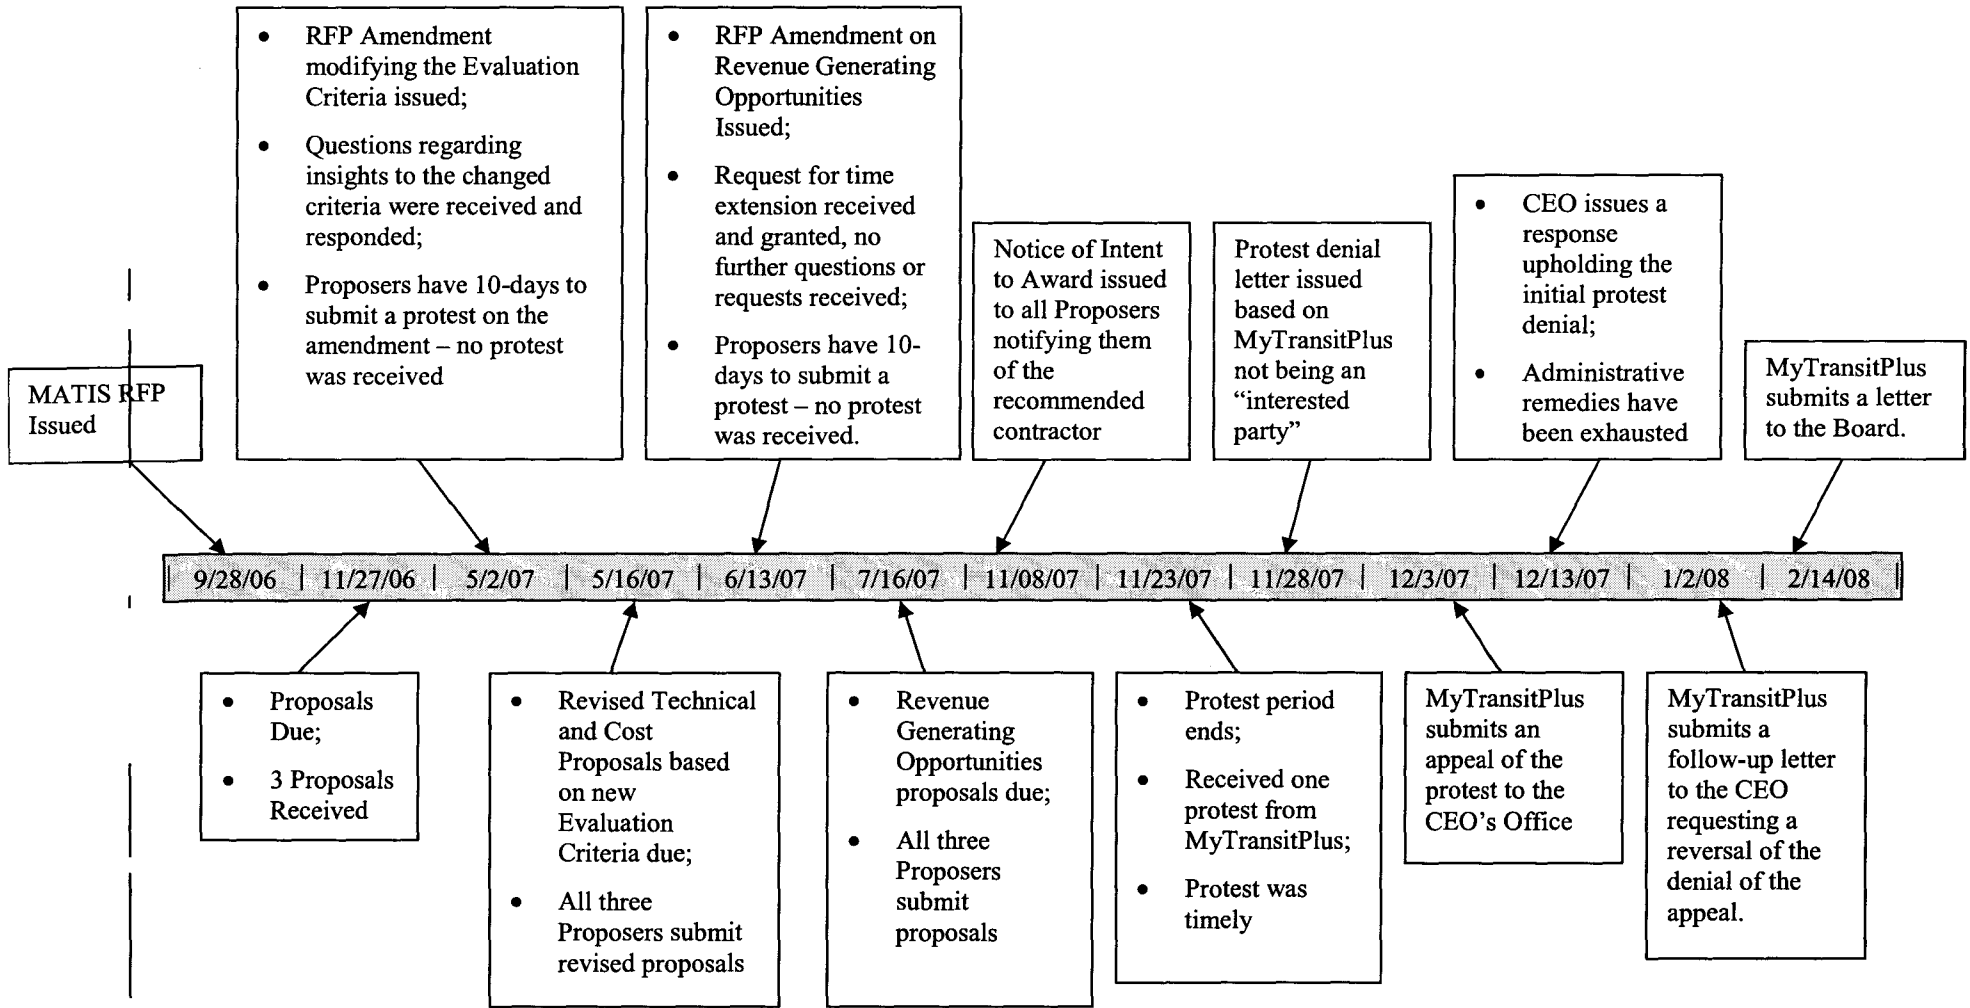 • RFP Amendment
modifying the Evaluation
Criteria issued;
• Questions regarding
insights to the changed
criteria were received and
responded;
• Proposers have 10-days to
submit a protest on the
amendment – no protest
was received
• RFP Amendment on
Revenue Generating
Opportunities
Issued;
• Request for time
extension received
and granted, no
further questions or
requests received;
• Proposers have 10-
days to submit a
protest – no protest
was received.
MATIS RFP
Issued
Notice of Intent
to Award issued
to all Proposers
notifying them
of the
recommended
contractor
Protest denial
letter issued
based on
MyTransitPlus
not being an
“interested
party”
• CEO issues a
response
upholding the
initial protest
denial;
• Administrative
remedies have
been exhausted
MyTransitPlus
submits a letter
to the Board.
| 9/28/06 | 11/27/06 | 5/2/07 | 5/16/07 | 6/13/07 | 7/16/07 | 11/08/07 | 11/23/07 | 11/28/07 | 12/3/07 | 12/13/07 | 1/2/08 | 2/14/08 |
• Proposals
Due;
• 3 Proposals
Received
• Revised Technical
and Cost
Proposals based
on new
Evaluation
Criteria due;
• All three
Proposers submit
revised proposals
• Revenue
Generating
Opportunities
proposals due;
• All three
Proposers
submit
proposals
• Protest period
ends;
• Received one
protest from
MyTransitPlus;
• Protest was
timely
MyTransitPlus
submits an
appeal of the
protest to the
CEO’s Office
MyTransitPlus
submits a
follow-up letter
to the CEO
requesting a
reversal of the
denial of the
appeal.